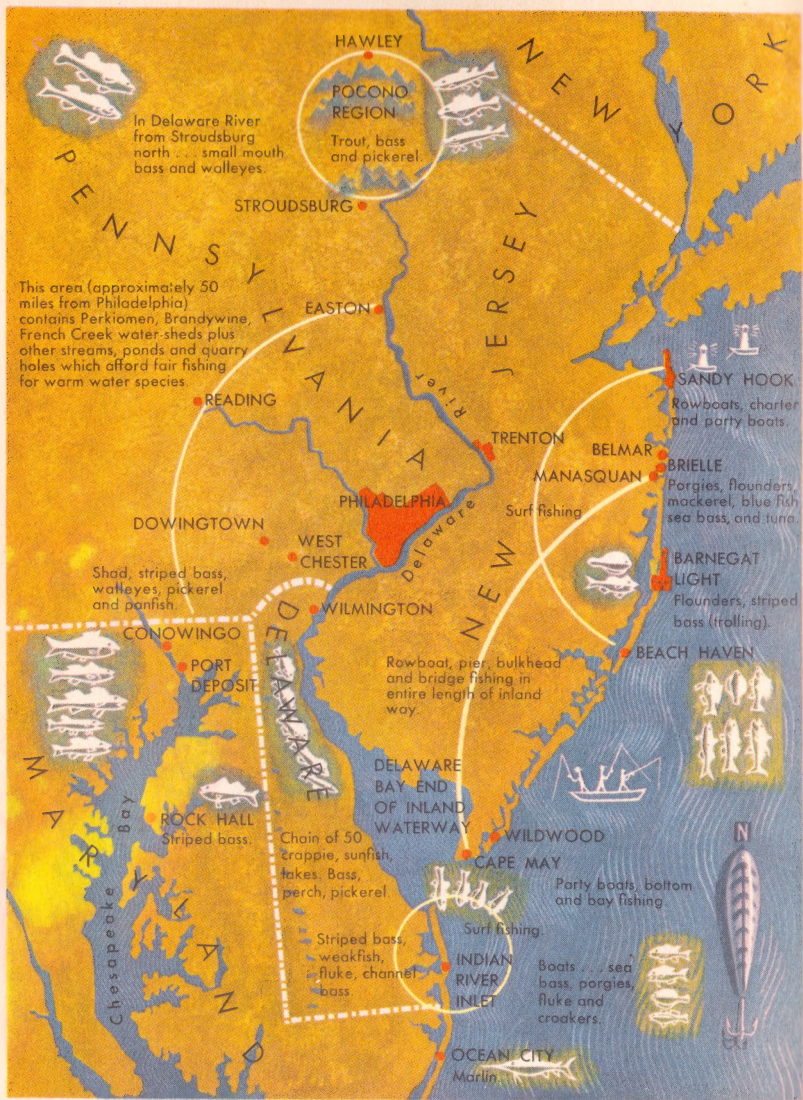 HAWLEY
NEW YORK
POCONO
REGION
Trout, bass
and pickerel.
In Delaware River
from Stroudsburg
north . . . small mouth
bass and walleyes.
PENNSYLVANIA
STROUDSBURG
NEW JERSEY
This area (approximately 50
miles from Philadelphia)
contains Perkiomen, Brandywine,
French Creek water-sheds plus
other streams, ponds and quarry
holes which afford fair fishing
for warm water species.
EASTON
READING
Delaware River
TRENTON
SANDY HOOK
Rowboats, charter
and party boats.
BELMAR
BRIELLE
MANASQUAN
Porgies, flounders,
mackerel, blue fish
sea bass, and tuna.
PHILADELPHIA
Surf fishing
DOWINGTOWN
WEST
CHESTER
BARNEGAT
LIGHT
Flounders, striped
bass (trolling).
Shad, striped bass,
walleyes, pickerel
and panfish.
WILMINGTON
CONOWINGO
PORT
DEPOSIT
DELAWARE
BEACH HAVEN
Rowboat, pier, bulkhead
and bridge fishing in
entire length of inland
way.
MARYLAND
DELAWARE
BAY END
OF INLAND
WATERWAY
Chesapeake Bay
ROCK HALL
Striped bass.
WILDWOOD
CAPE MAY
Chain of 50
crappie, sunfish,
lakes. Bass,
perch, pickerel.
Party boats, bottom
and bay fishing.
N
Surf fishing.
Striped bass,
weakfish,
fluke, channel
bass.
INDIAN
RIVER
INLET
Boats . . . sea
bass, porgies,
fluke and
croakers.
OCEAN CITY
Marlin.